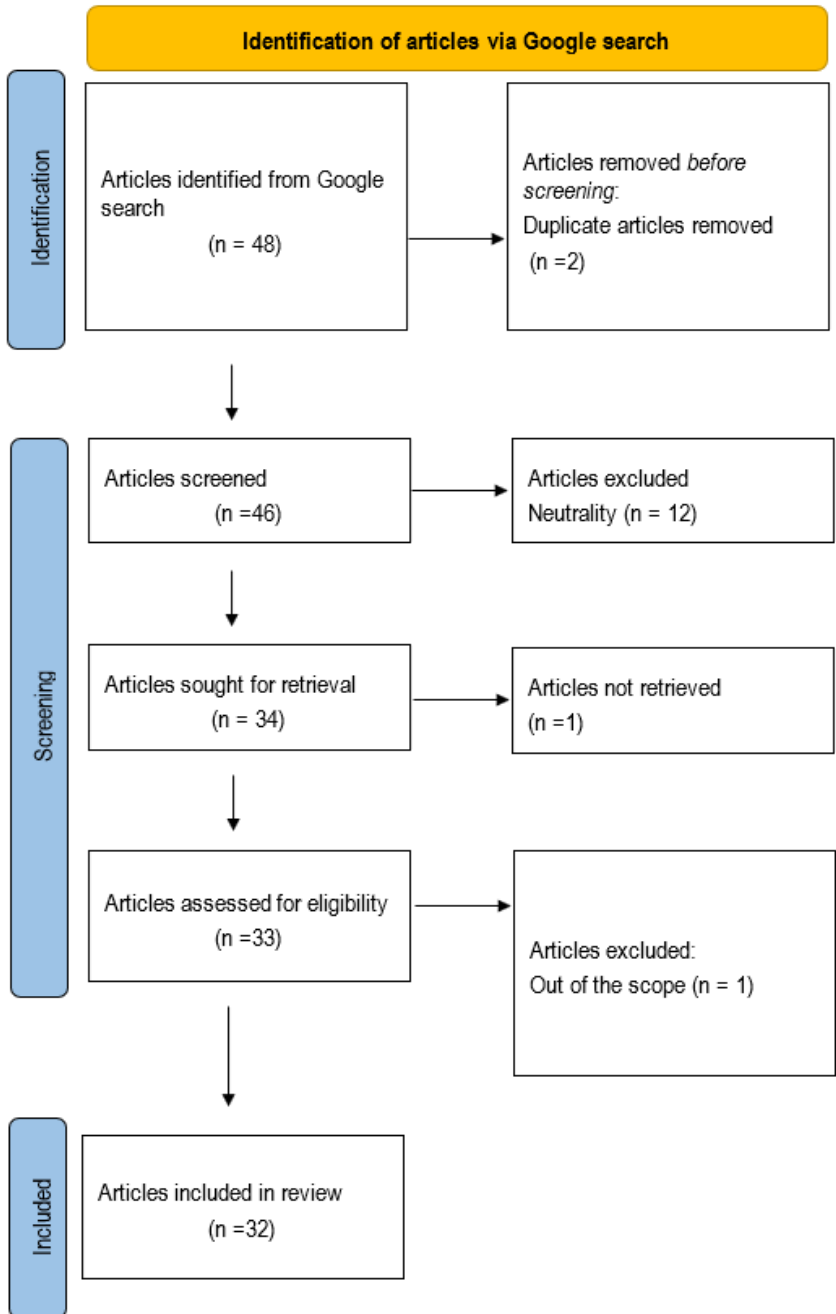 Identification of articles via Google search
Identification
Articles identified from Google
search
(n = 48)
Articles removed before
screening:
Duplicate articles removed
(n =2)
Screening
Articles screened
(n =46)
Articles excluded
Neutrality (n = 12)
Articles sought for retrieval
(n = 34)
Articles not retrieved
(n =1)
Articles assessed for eligibility
(n =33)
Articles excluded:
Out of the scope (n = 1)
Included
Articles included in review
(n =32)